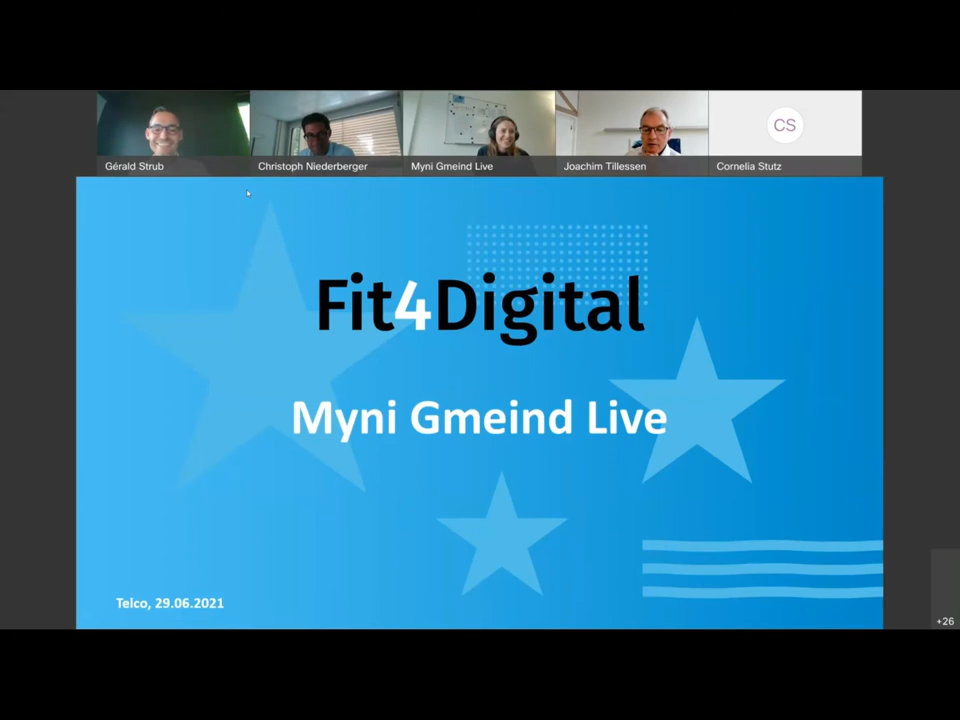 Gérald Strub
Christoph Niederberger
Myni Gmeind Live
Joachim Tillessen
CS
Cornelia Stutz
Fit4Digital
Myni Gmeind Live
Telco, 29.06.2021
+26